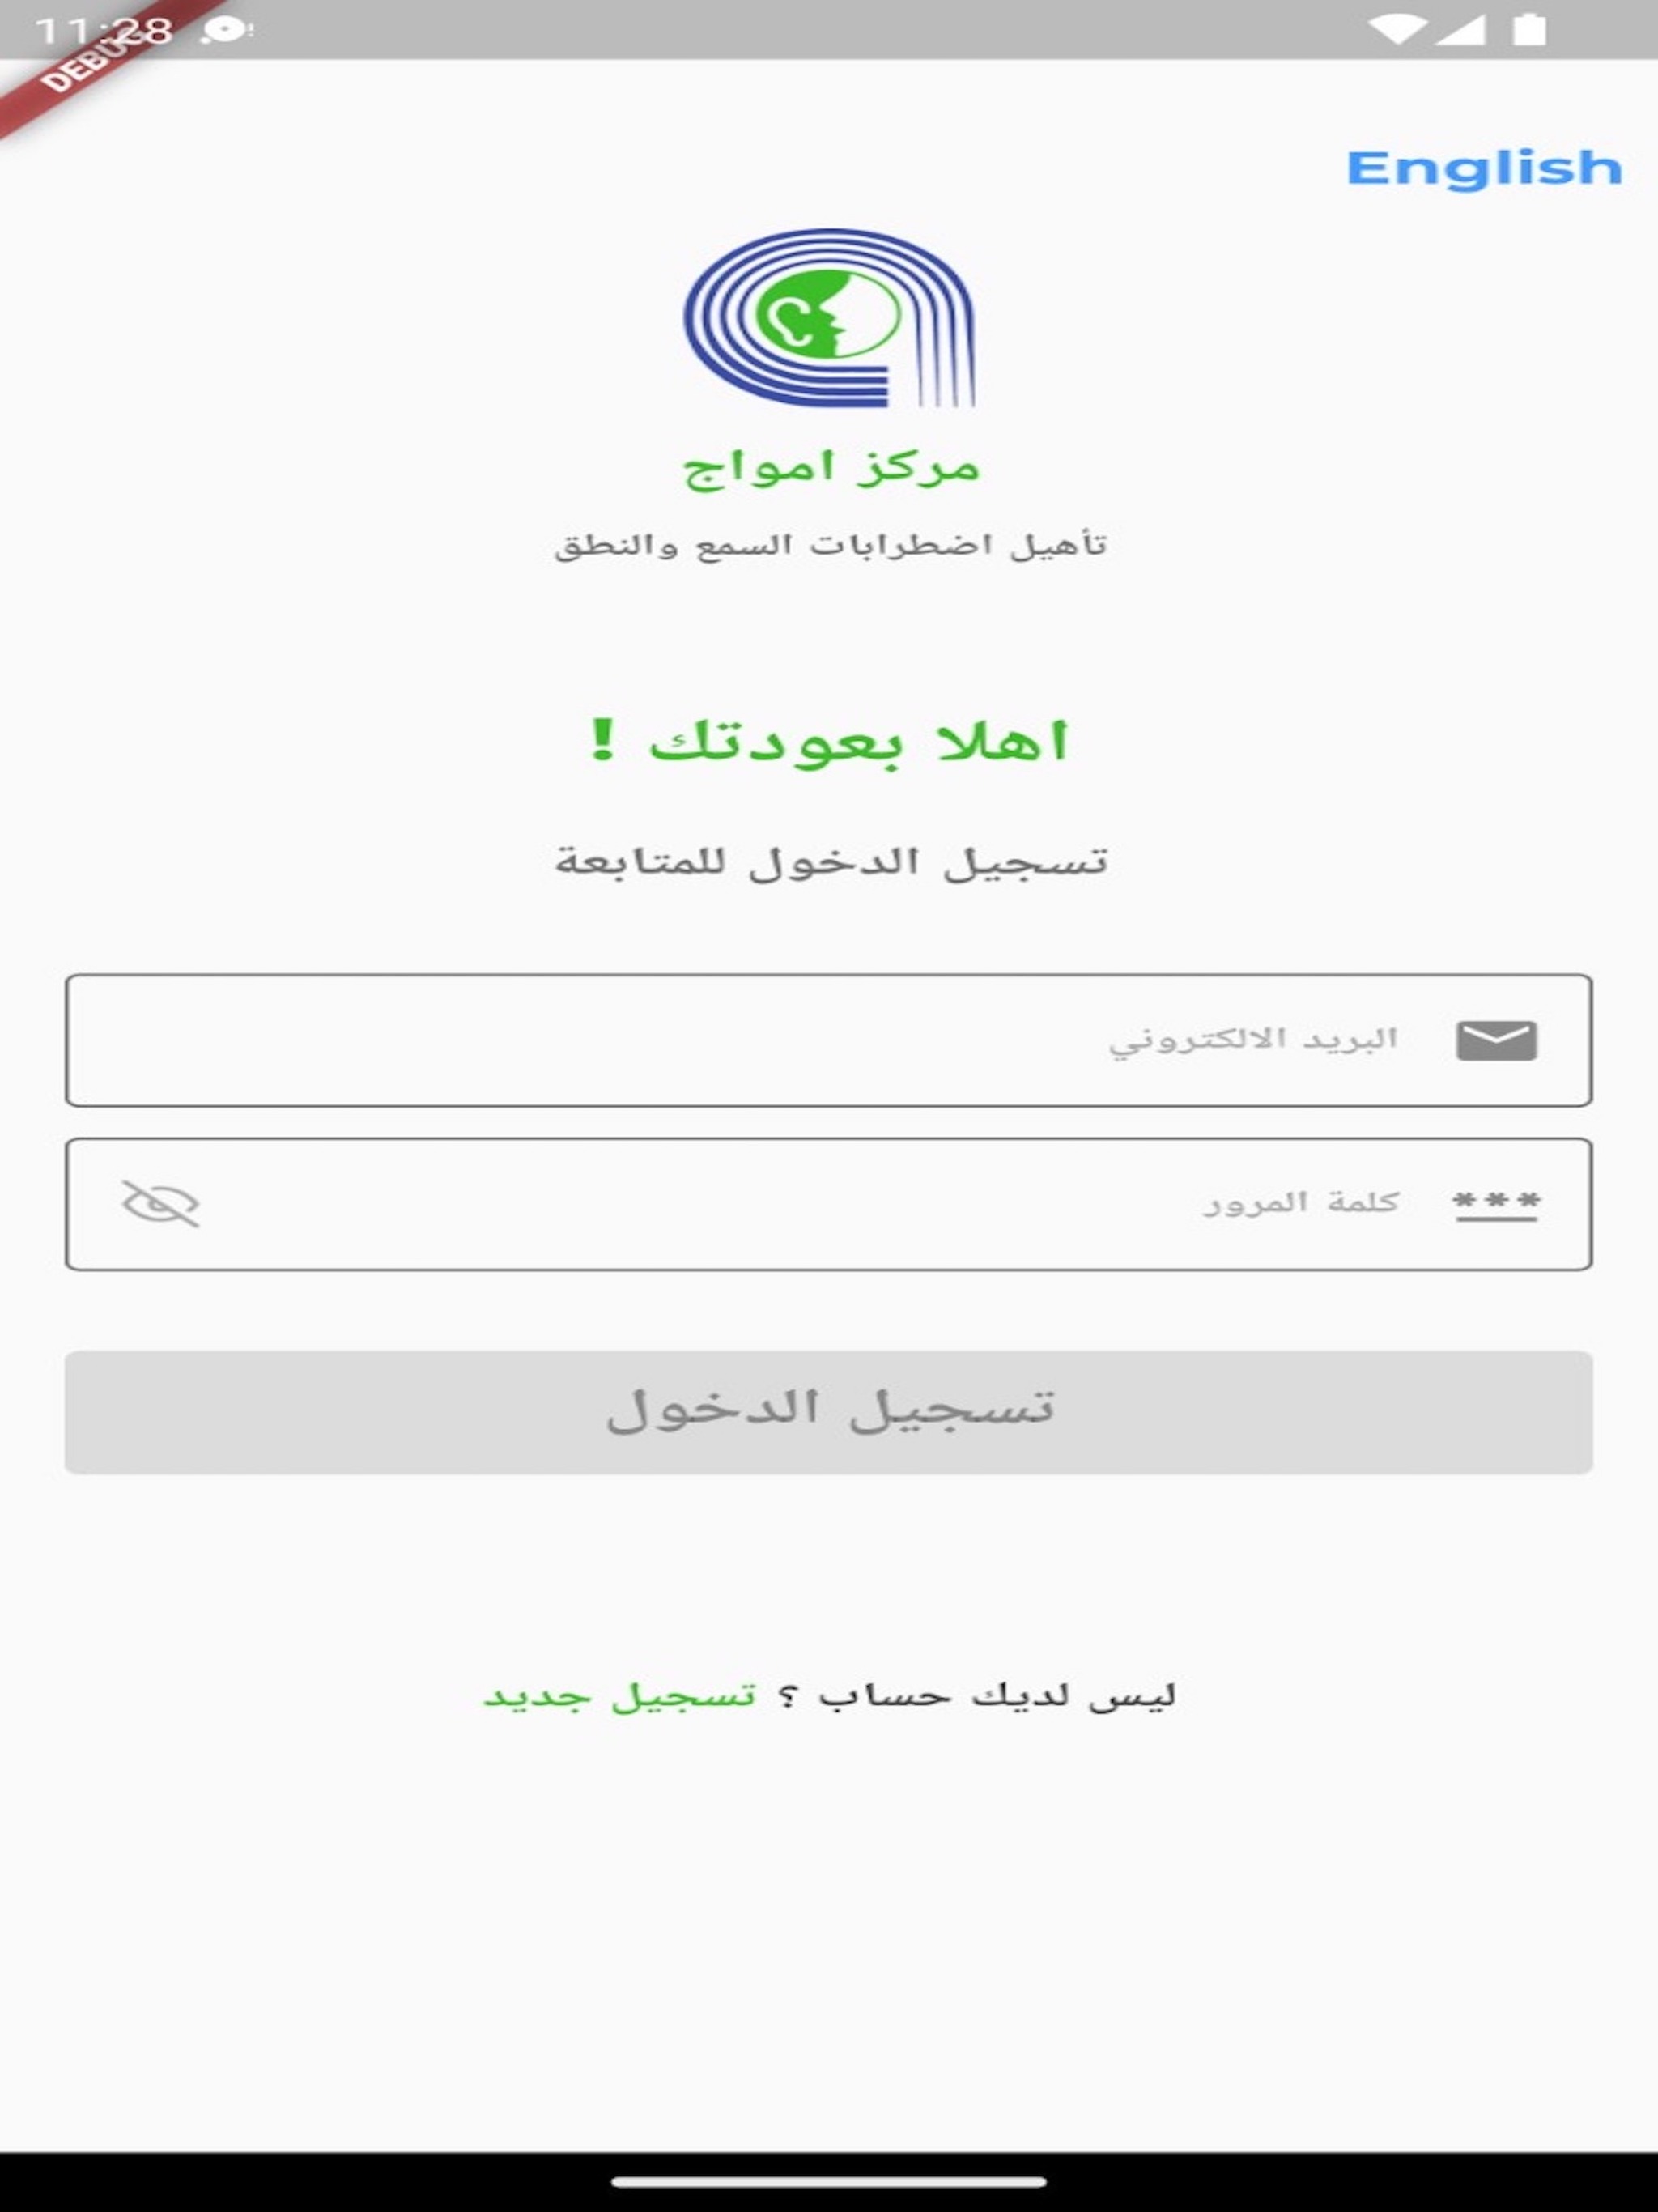 11:28
DEBUG
English
مركز امواج
تأهيل اضطرابات السمع والنطق
اهلا بعودتك !
تسجيل الدخول للمتابعة
البريد الالكتروني
كلمة المرور
تسجيل الدخول
ليس لديك حساب ؟ تسجيل جديد